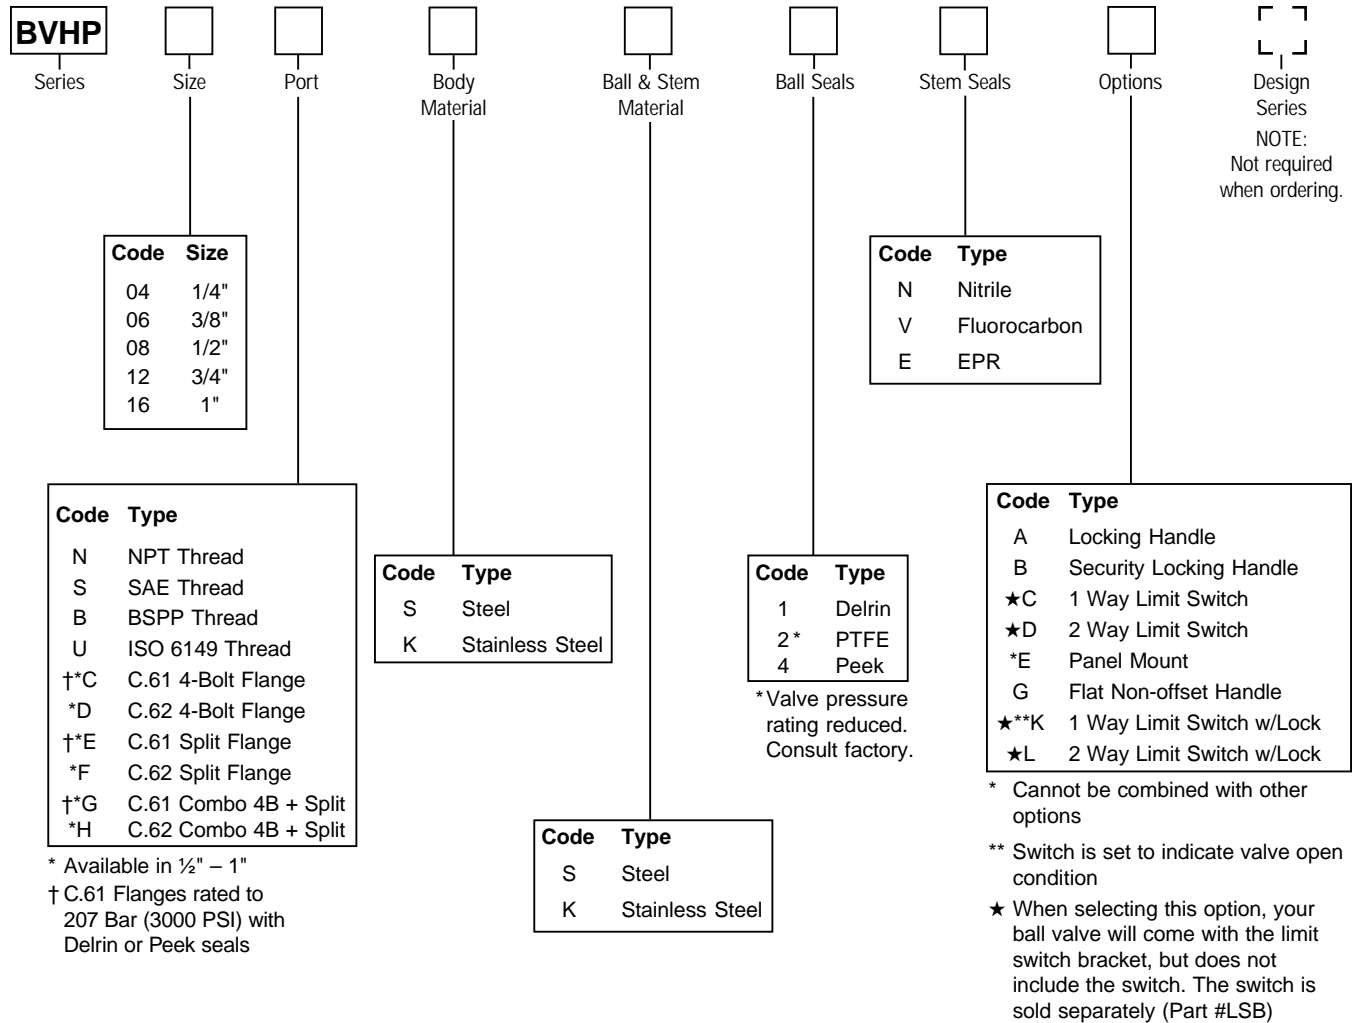 BVHP
Series
Size
Port
Body
Material
Ball & Stem
Material
Ball Seals
Stem Seals
Options
Design
Series
NOTE:
Not required
when ordering.
Code Size
04 1/4"
06 3/8"
08 1/2"
12 3/4"
16 1"
Code Type
N Nitrile
V Fluorocarbon
E EPR
Code Type
N NPT Thread
S SAE Thread
B BSPP Thread
U ISO 6149 Thread
†*C C.61 4-Bolt Flange
*D C.62 4-Bolt Flange
†*E C.61 Split Flange
*F C.62 Split Flange
†*G C.61 Combo 4B + Split
*H C.62 Combo 4B + Split
* Available in ½" – 1"
† C.61 Flanges rated to
207 Bar (3000 PSI) with
Delrin or Peek seals
Code Type
S Steel
K Stainless Steel
Code Type
S Steel
K Stainless Steel
Code Type
1 Delrin
2* PTFE
4 Peek
* Valve pressure
rating reduced.
Consult factory.
Code Type
A Locking Handle
B Security Locking Handle
★C 1 Way Limit Switch
★D 2 Way Limit Switch
*E Panel Mount
G Flat Non-offset Handle
★**K 1 Way Limit Switch w/Lock
★L 2 Way Limit Switch w/Lock
* Cannot be combined with other
options
** Switch is set to indicate valve open
condition
★ When selecting this option, your
ball valve will come with the limit
switch bracket, but does not
include the switch. The switch is
sold separately (Part #LSB)